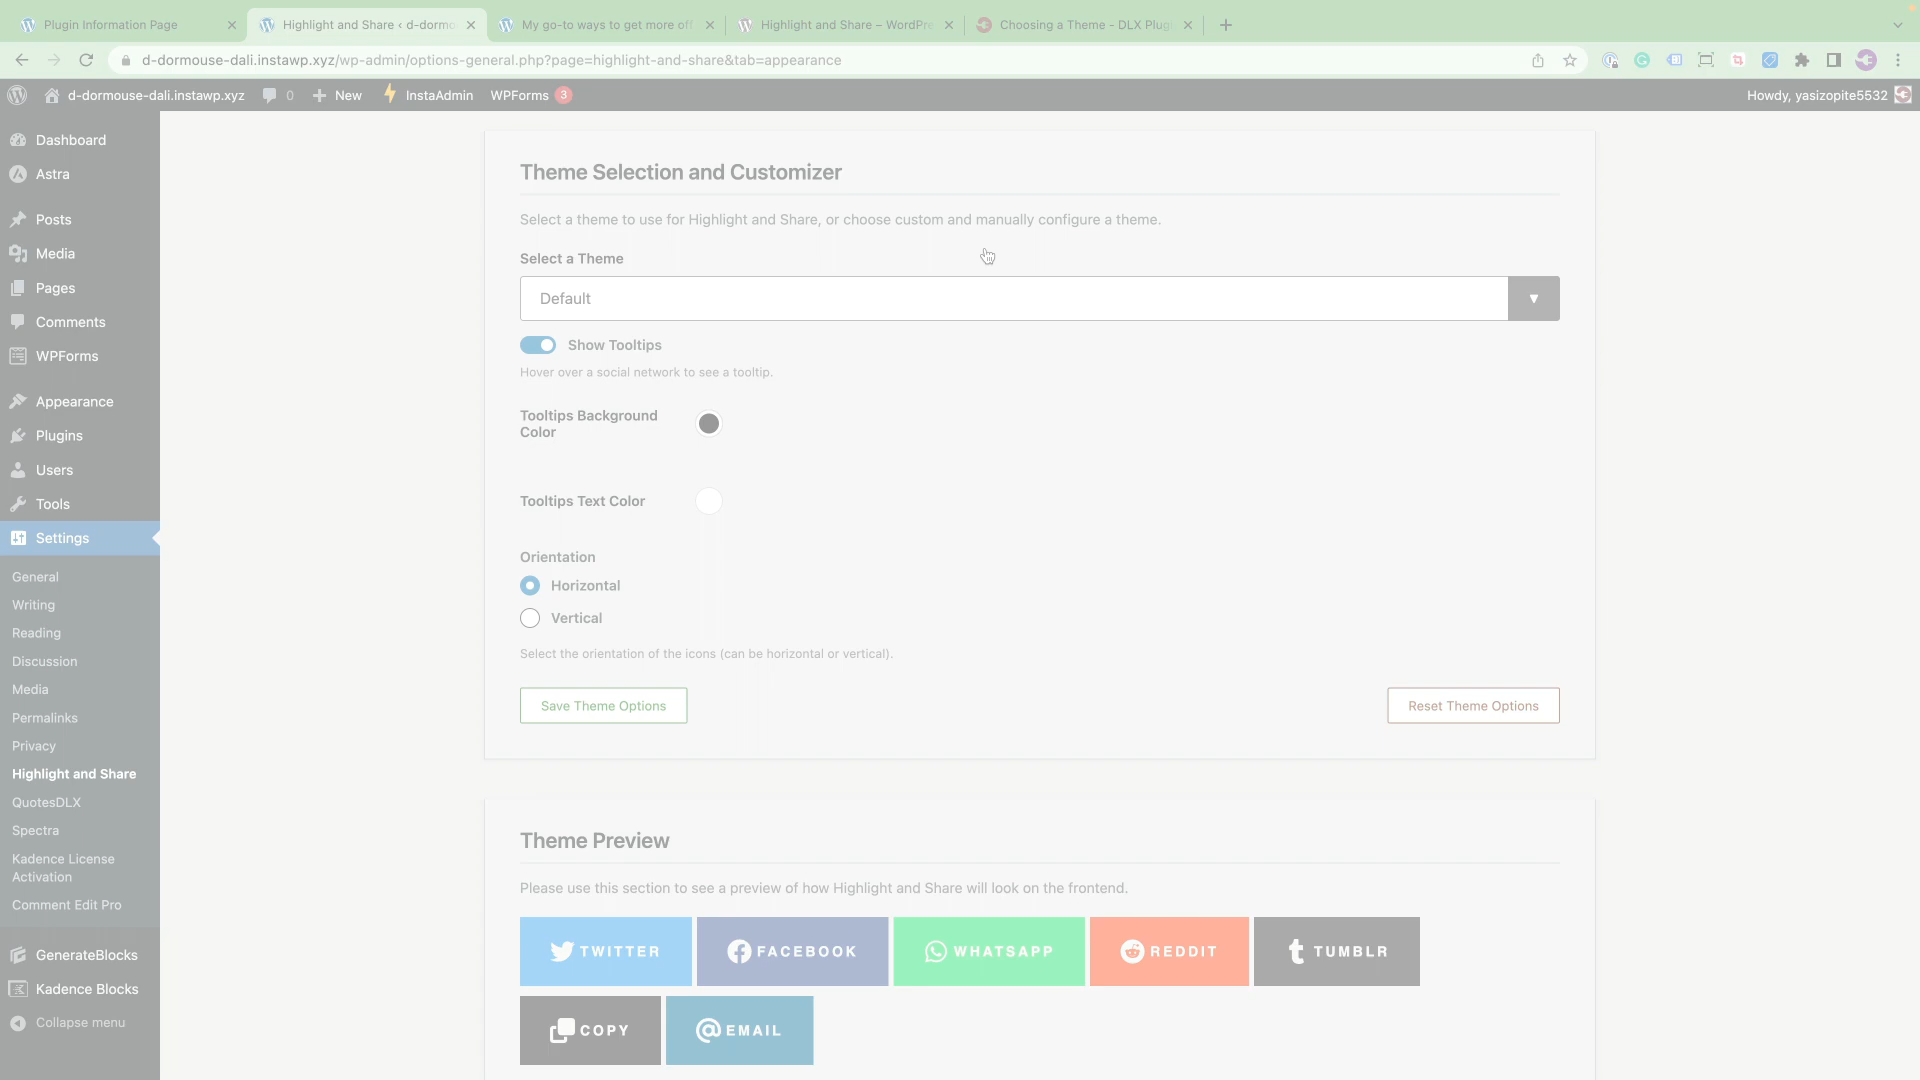 Plugin Information Page
Highlight and Share ‹ d-dormo
My go-to ways to get more off
Highlight and Share – WordPre
Choosing a Theme - DLX Plug
d-dormouse-dali.instawp.xyz/wp-admin/options-general.php?page=highlight-and-share&tab=appearance
d-dormouse-dali.instawp.xyz 0 New InstaAdmin WPForms 3 Howdy, yasizopite5532
Dashboard
Astra
Posts
Media
Pages
Comments
WPForms
Appearance
Plugins
Users
Tools
Settings
General
Writing
Reading
Discussion
Media
Permalinks
Privacy
Highlight and Share
QuotesDLX
Spectra
Kadence License
Activation
Comment Edit Pro
GenerateBlocks
Kadence Blocks
Collapse menu
Theme Selection and Customizer
Select a theme to use for Highlight and Share, or choose custom and manually configure a theme.
Select a Theme
Default
Show Tooltips
Hover over a social network to see a tooltip.
Tooltips Background
Color
Tooltips Text Color
Orientation
Horizontal
Vertical
Select the orientation of the icons (can be horizontal or vertical).
Save Theme Options
Reset Theme Options
Theme Preview
Please use this section to see a preview of how Highlight and Share will look on the frontend.
TWITTER FACEBOOK WHATSAPP REDDIT TUMBLR
COPY EMAIL